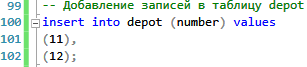 99 -- Добавление записей в таблицу depot
100 insert into depot (number) values
101 (11),
102 (12);